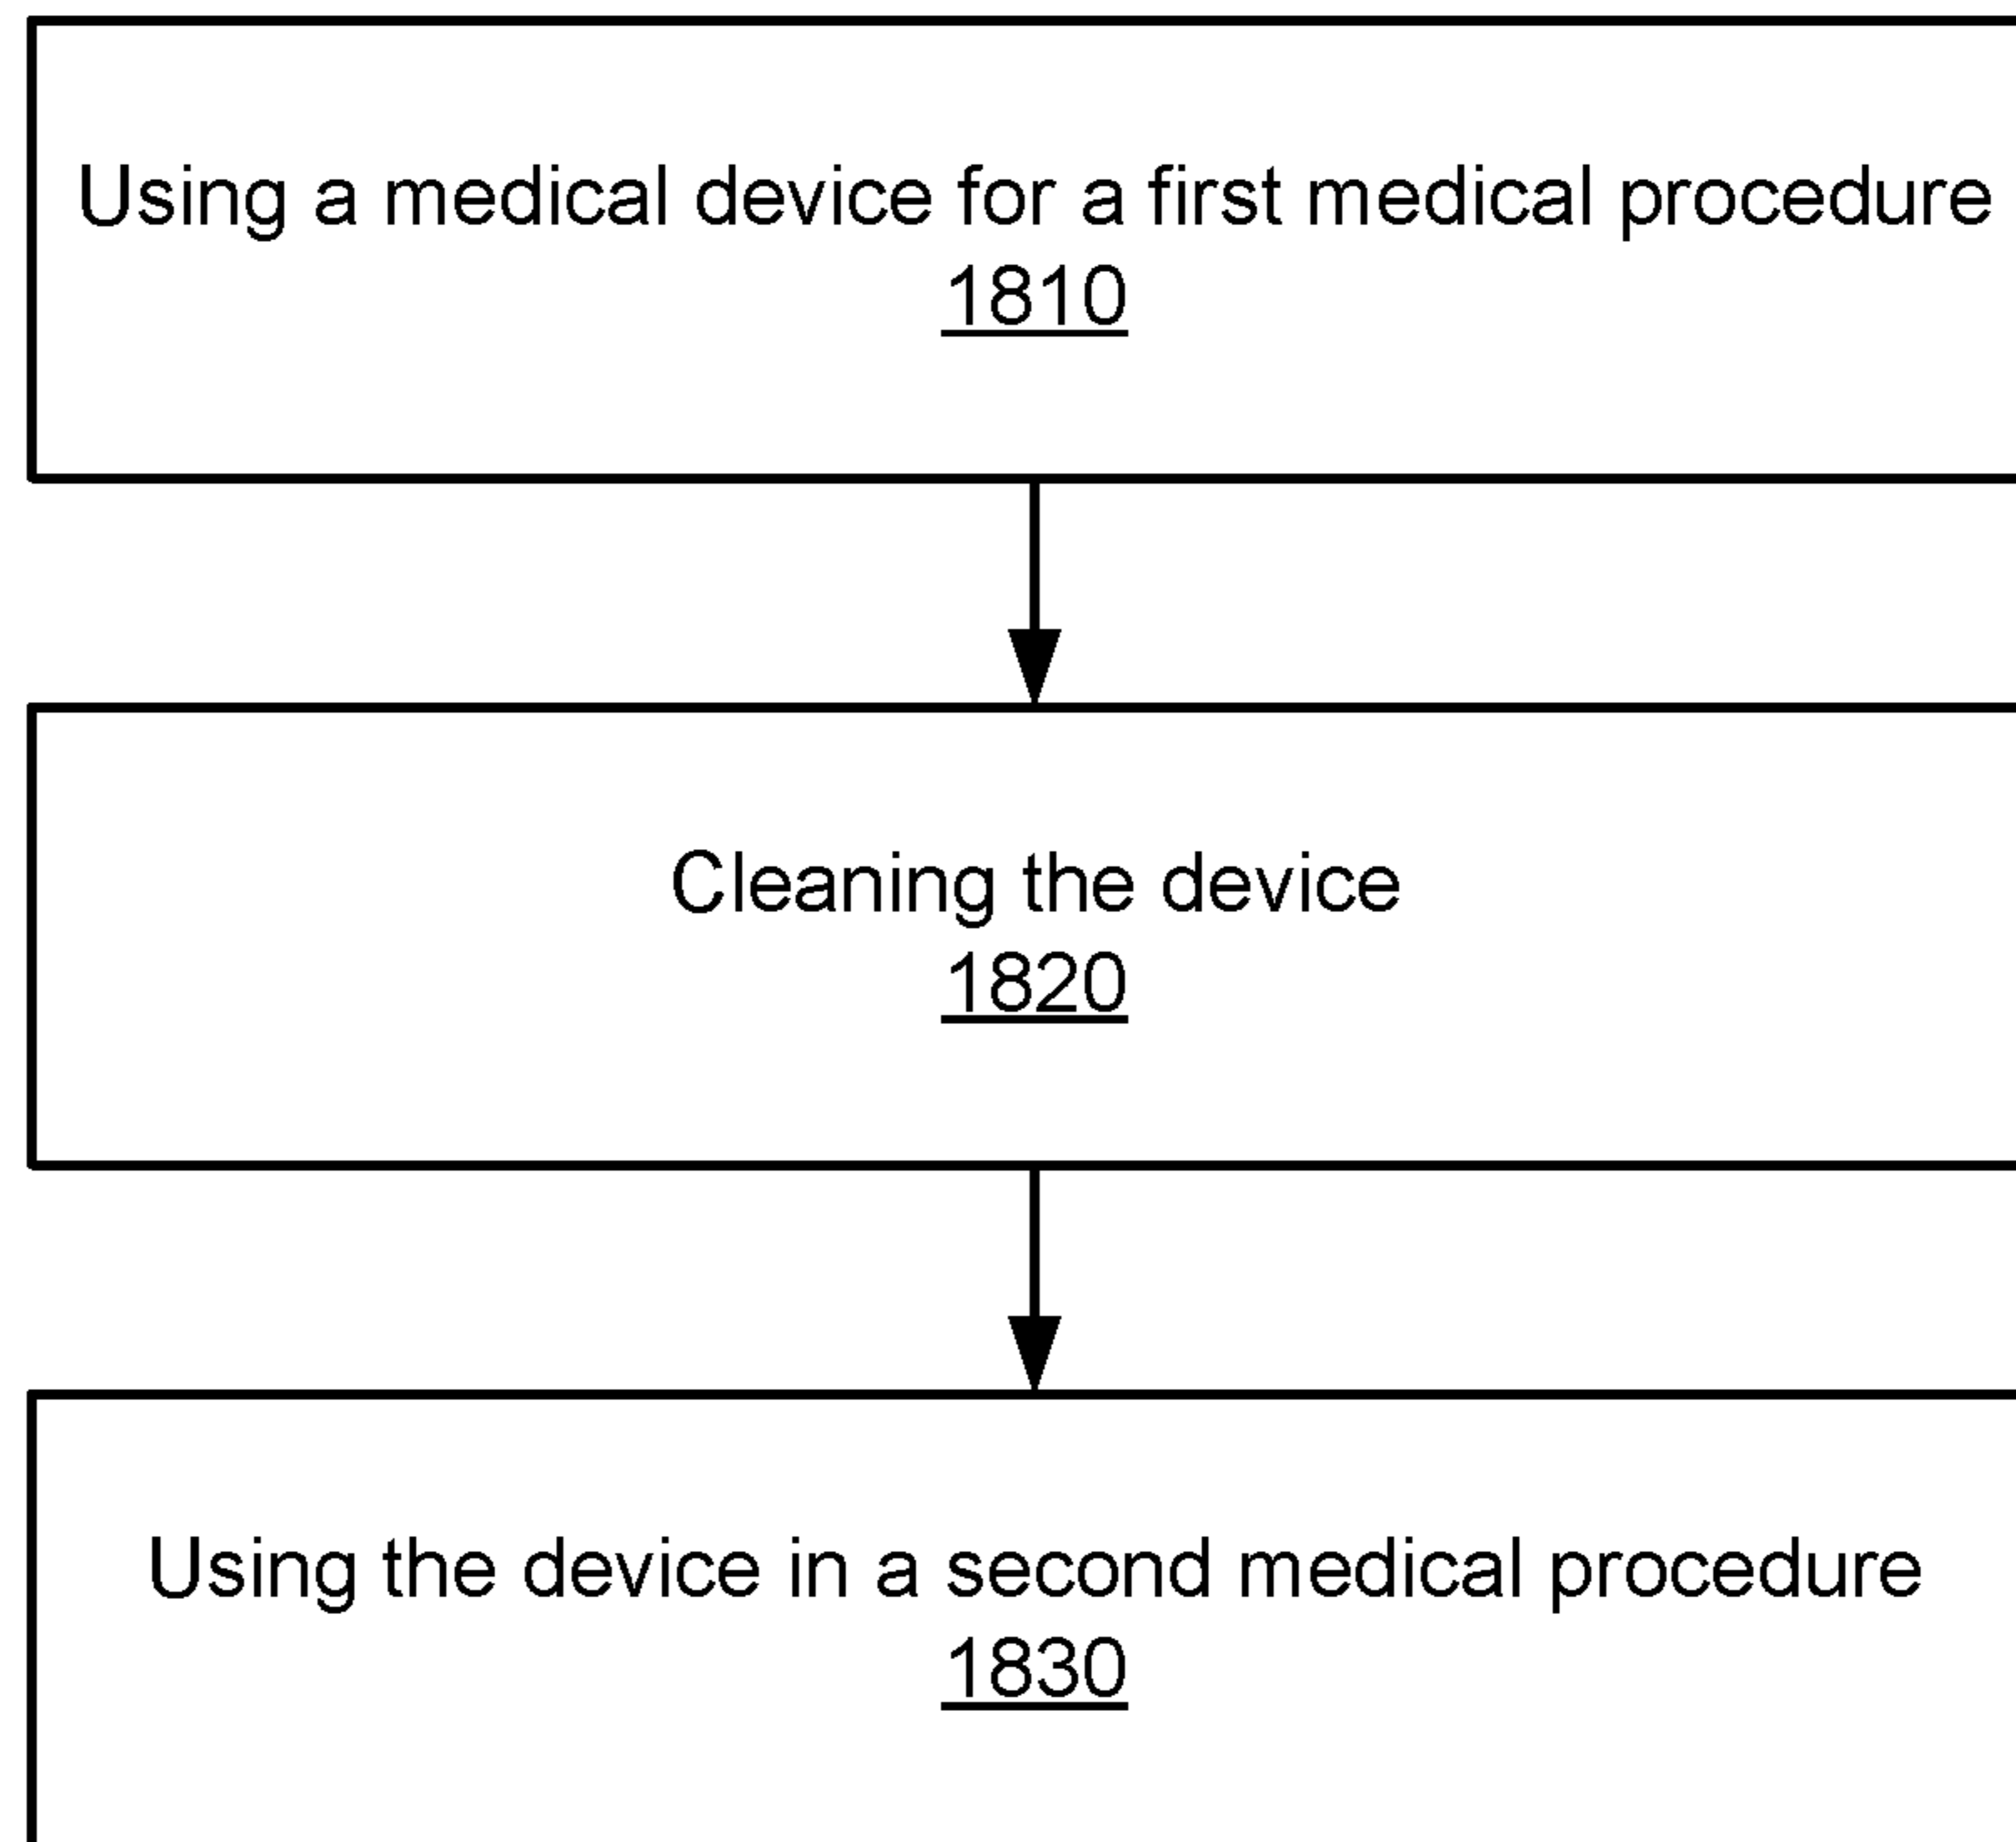 Using a medical device for a first medical procedure
1810
Cleaning the device
1820
Using the device in a second medical procedure
1830